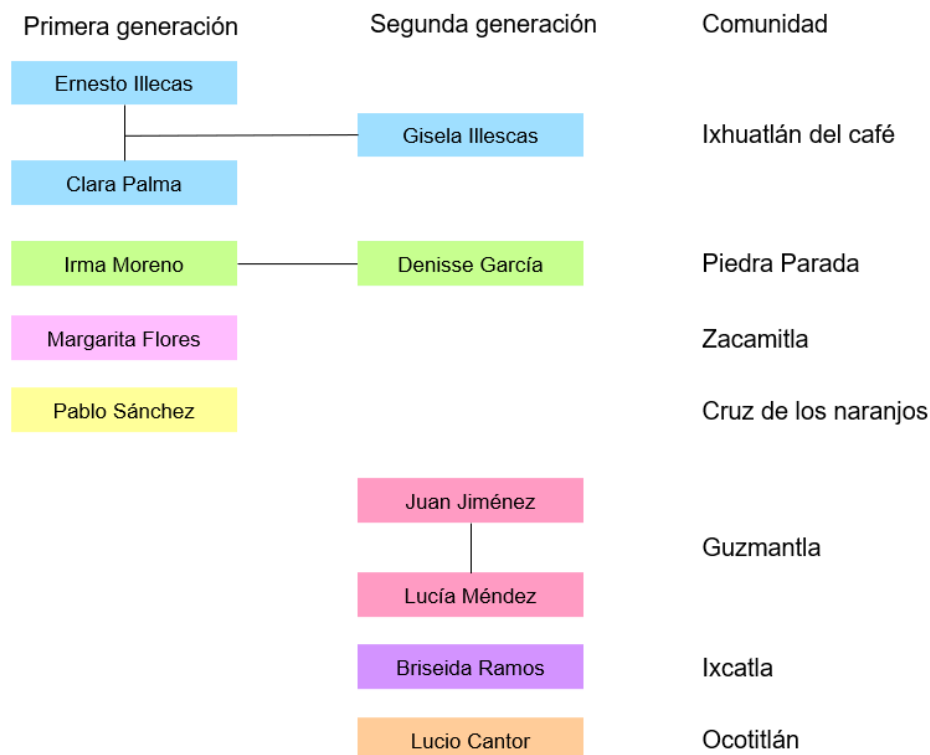 Primera generación
Segunda generación
Comunidad
Ernesto Illecas
Gisela Illescas
Ixhuatlán del café
Clara Palma
Irma Moreno
Denisse García
Piedra Parada
Margarita Flores
Zacamitla
Pablo Sánchez
Cruz de los naranjos
Juan Jiménez
Guzmantla
Lucía Méndez
Briseida Ramos
Ixcatla
Lucio Cantor
Ocotitlán